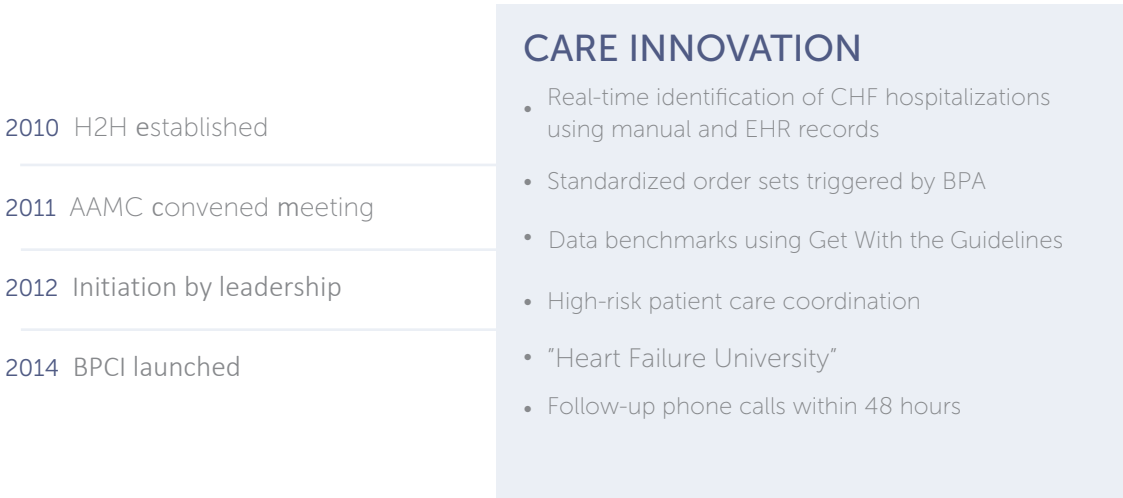 2010 H2H established
2011 AAMC convened meeting
2012 Initiation by leadership
2014 BPCI launched
CARE INNOVATION
• Real-time identification of CHF hospitalizations
using manual and EHR records
• Standardized order sets triggered by BPA
• Data benchmarks using Get With the Guidelines
• High-risk patient care coordination
• "Heart Failure University"
• Follow-up phone calls within 48 hours